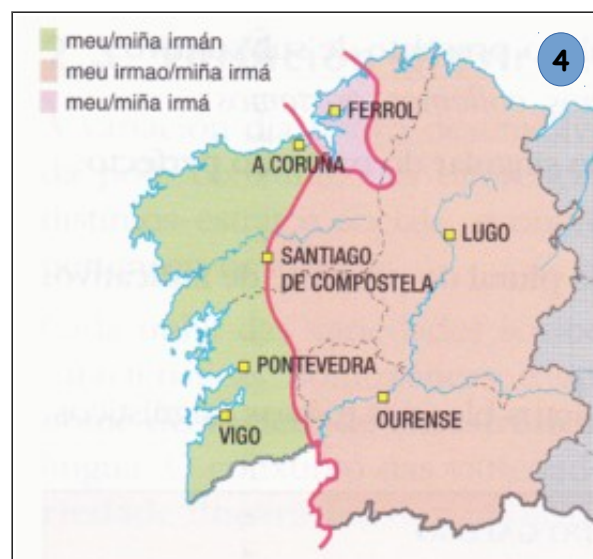 meu/miña irmán
meu irmao/miña irmá
meu/miña irmá
4
FERROL
A CORUÑA
LUGO
SANTIAGO
DE COMPOSTELA
PONTEVEDRA
VIGO
OURENSE